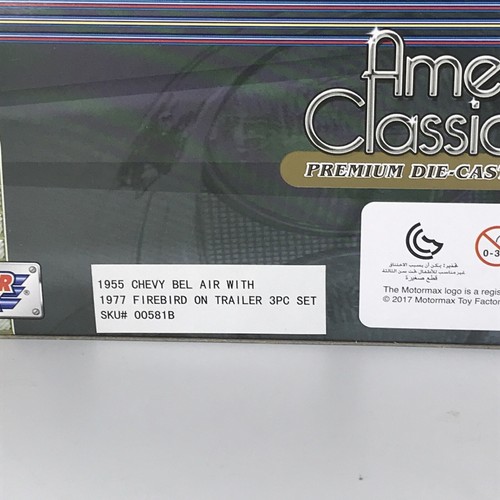 Ame
Classic
PREMIUM DIE-CAS
1955 CHEVY BEL AIR WITH
1977 FIREBIRD ON TRAILER 3PC SET
SKU# 00581B
0-3
The Motormax logo is a regis
© 2017 Motormax Toy Factor